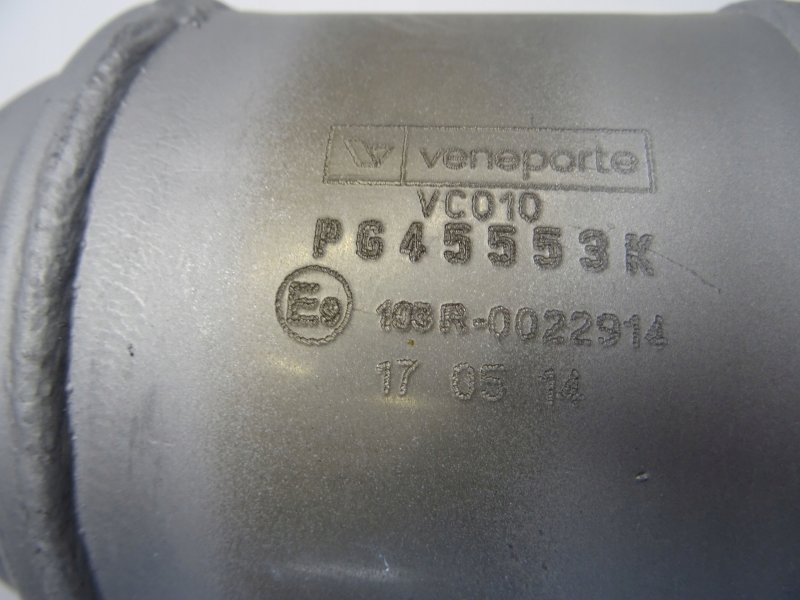 veneporte
VC010
PG45553K
E9 103R-0022914
17 05 14